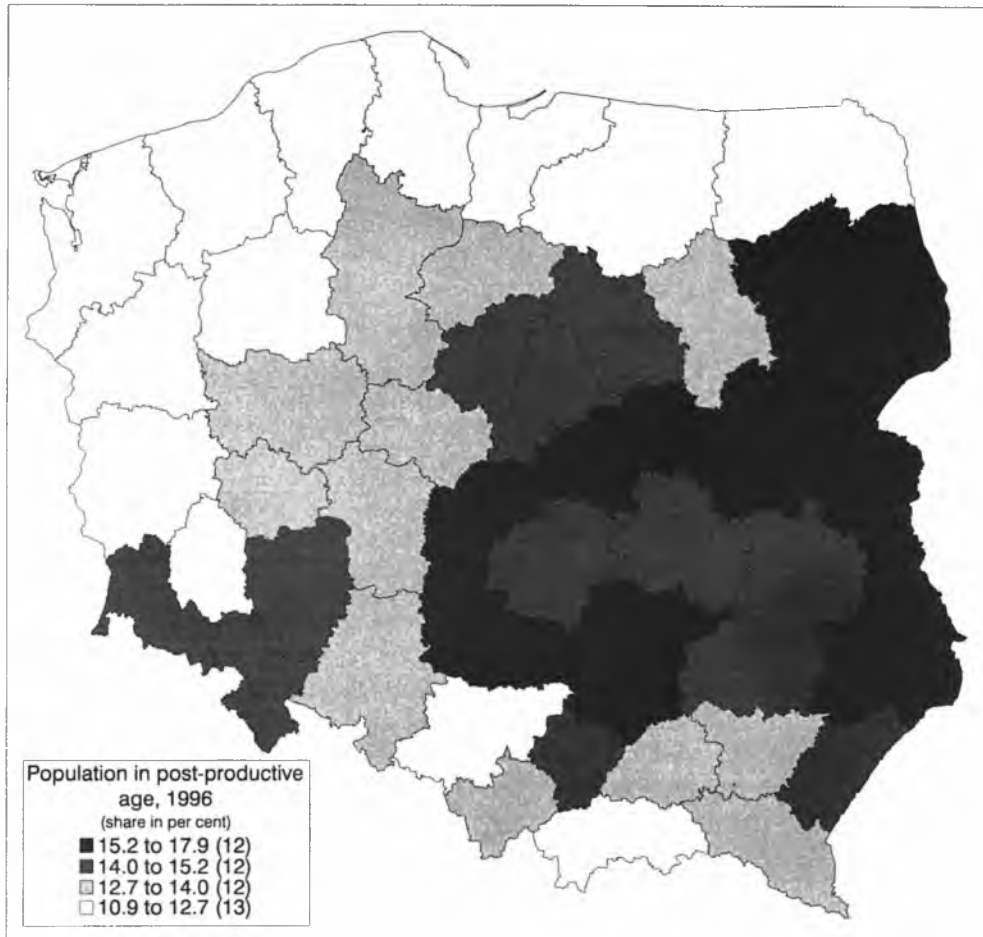 Population in post-productive
age, 1996
(share in per cent)
15.2 to 17.9 (12)
14.0 to 15.2 (12)
12.7 to 14.0 (12)
10.9 to 12.7 (13)